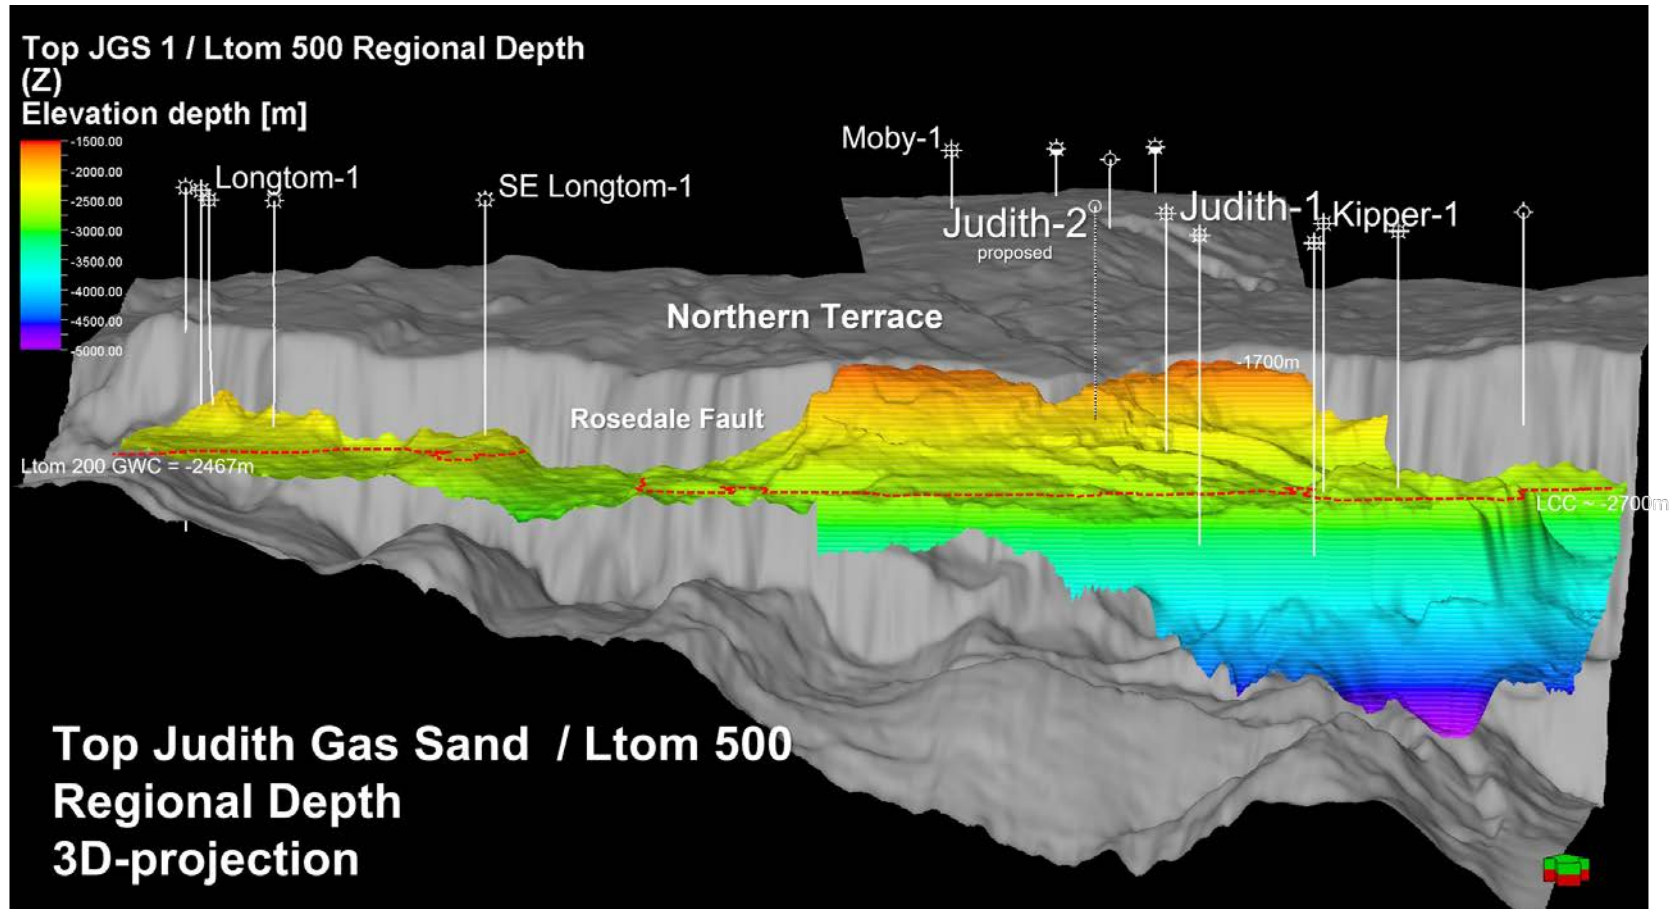 Top JGS 1 / Ltom 500 Regional Depth
(Z)
Elevation depth [m]
-1500.00
-2000.00
-2500.00
-3000.00
-3500.00
-4000.00
-4500.00
-5000.00
Longtom-1
SE Longtom-1
Moby-1
Judith-2
proposed
Judith-1
Kipper-1
Northern Terrace
-1700m
Rosedale Fault
Ltom 200 GWC = -2467m
LCC ~ -2700m
Top Judith Gas Sand / Ltom 500
Regional Depth
3D-projection